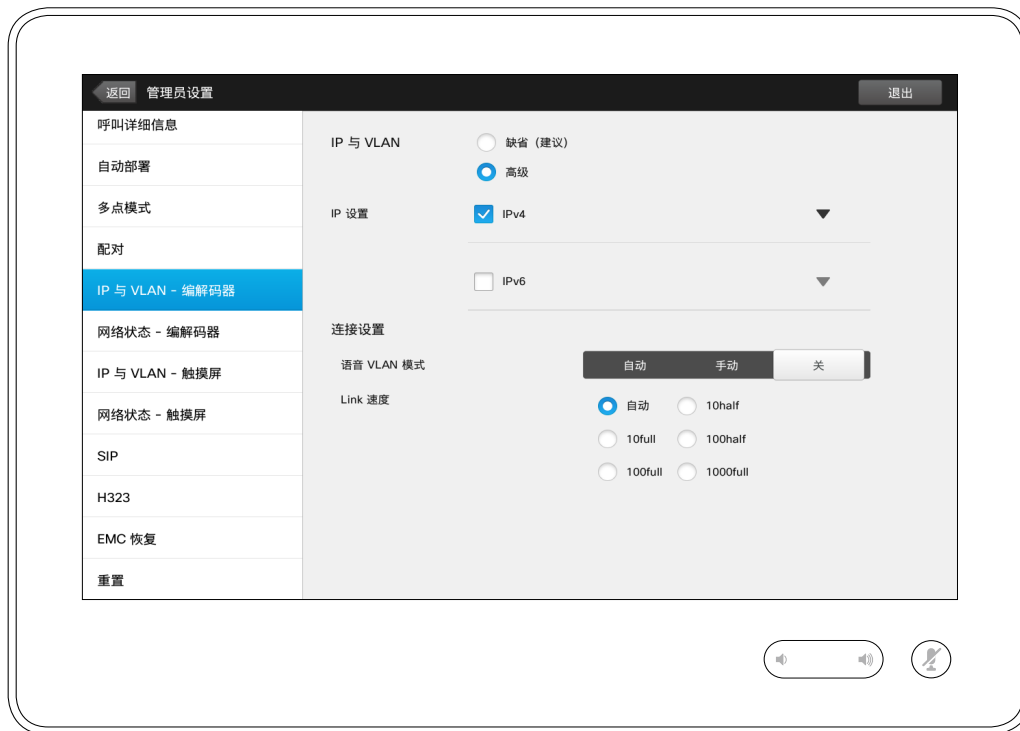 返回 管理员设置 退出
呼叫详细信息
自动部署
多点模式
配对
IP 与 VLAN - 编解码器
网络状态 - 编解码器
IP 与 VLAN - 触摸屏
网络状态 - 触摸屏
SIP
H323
EMC 恢复
重置
IP 与 VLAN
缺省（建议）
高级
IP 设置
IPv4
IPv6
连接设置
语音 VLAN 模式 自动 手动 关
Link 速度
自动 10half
10full 100half
100full 1000full